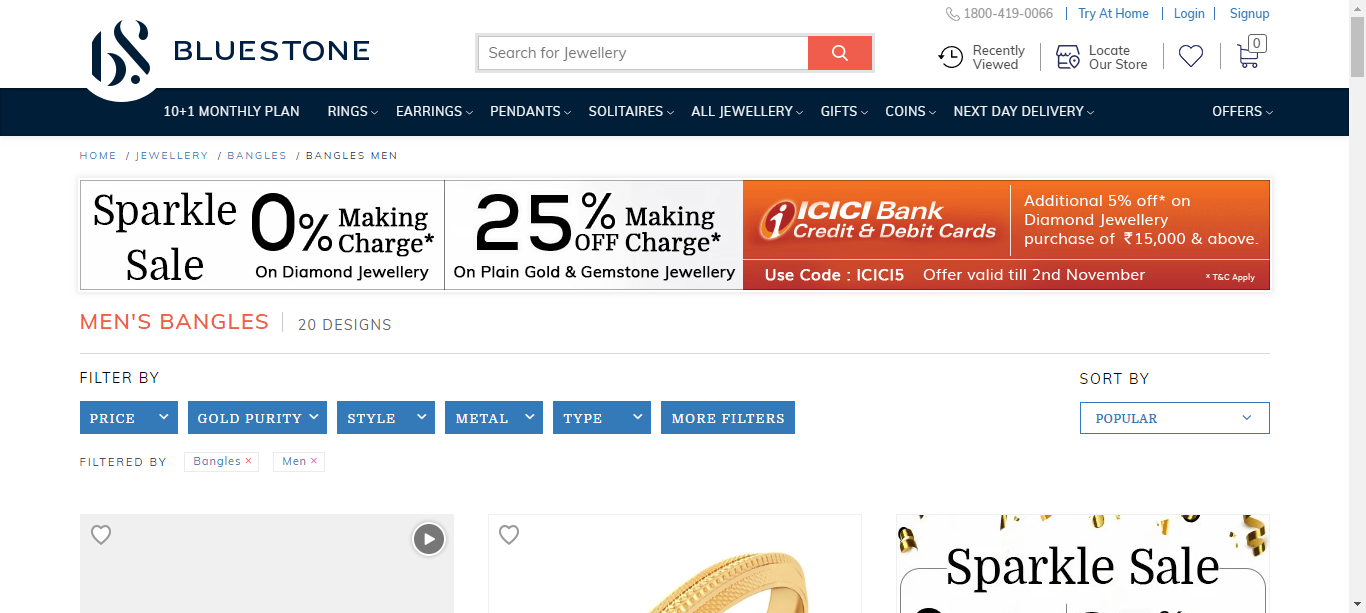 1800-419-0066 | Try At Home | Login | Signup
BLUESTONE
Search for Jewellery
Recently
Viewed
Locate
Our Store
0
10+1 MONTHLY PLAN RINGS EARRINGS PENDANTS SOLITAIRES ALL JEWELLERY GIFTS COINS NEXT DAY DELIVERY OFFERS
HOME / JEWELLERY / BANGLES / BANGLES MEN
Sparkle
Sale
0% Making
Charge*
On Diamond Jewellery
25% Making
OFF Charge*
On Plain Gold & Gemstone Jewellery
ICICI Bank
Credit & Debit Cards
Additional 5% off* on
Diamond Jewellery
purchase of ₹15,000 & above.
Use Code : ICICI5 Offer valid till 2nd November
* T&C Apply
MEN'S BANGLES 20 DESIGNS
FILTER BY
SORT BY
PRICE GOLD PURITY STYLE METAL TYPE MORE FILTERS
POPULAR
FILTERED BY Bangles × Men ×
Sparkle Sale